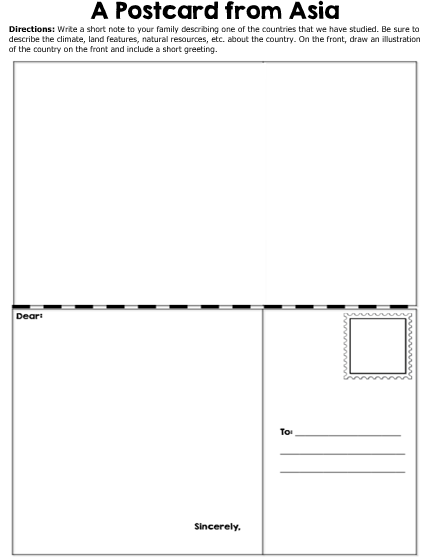 A Postcard from Asia
Directions: Write a short note to your family describing one of the countries that we have studied. Be sure to
describe the climate, land features, natural resources, etc. about the country. On the front, draw an illustration
of the country on the front and include a short greeting.
Dear:
To:
Sincerely,